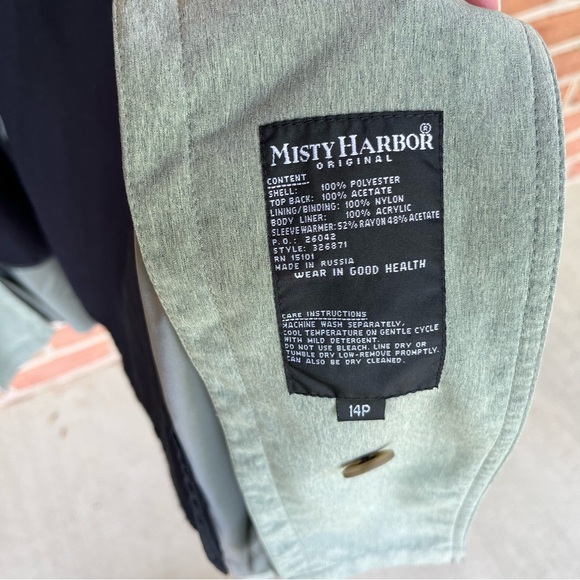 MISTY HARBOR®
ORIGINAL
CONTENT
SHELL: 100% POLYESTER
TOP BACK: 100% ACETATE
LINING/BINDING: 100% NYLON
BODY LINER: 100% ACRYLIC
SLEEVE WARMER: 52% RAYON 48% ACETATE
P.O.: 26042
STYLE: 326871
RN 15101
MADE IN RUSSIA
WEAR IN GOOD HEALTH
CARE INSTRUCTIONS
MACHINE WASH SEPARATELY,
COOL TEMPERATURE ON GENTLE CYCLE
WITH MILD DETERGENT.
DO NOT USE BLEACH. LINE DRY OR
TUMBLE DRY LOW-REMOVE PROMPTLY.
CAN ALSO BE DRY CLEANED.
14P